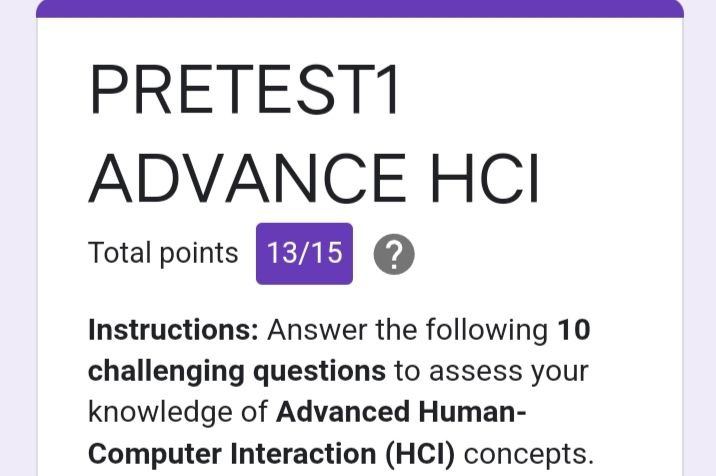 PRETEST1
ADVANCE HCI
Total points 13/15 ?
Instructions: Answer the following 10
challenging questions to assess your
knowledge of Advanced Human-
Computer Interaction (HCI) concepts.